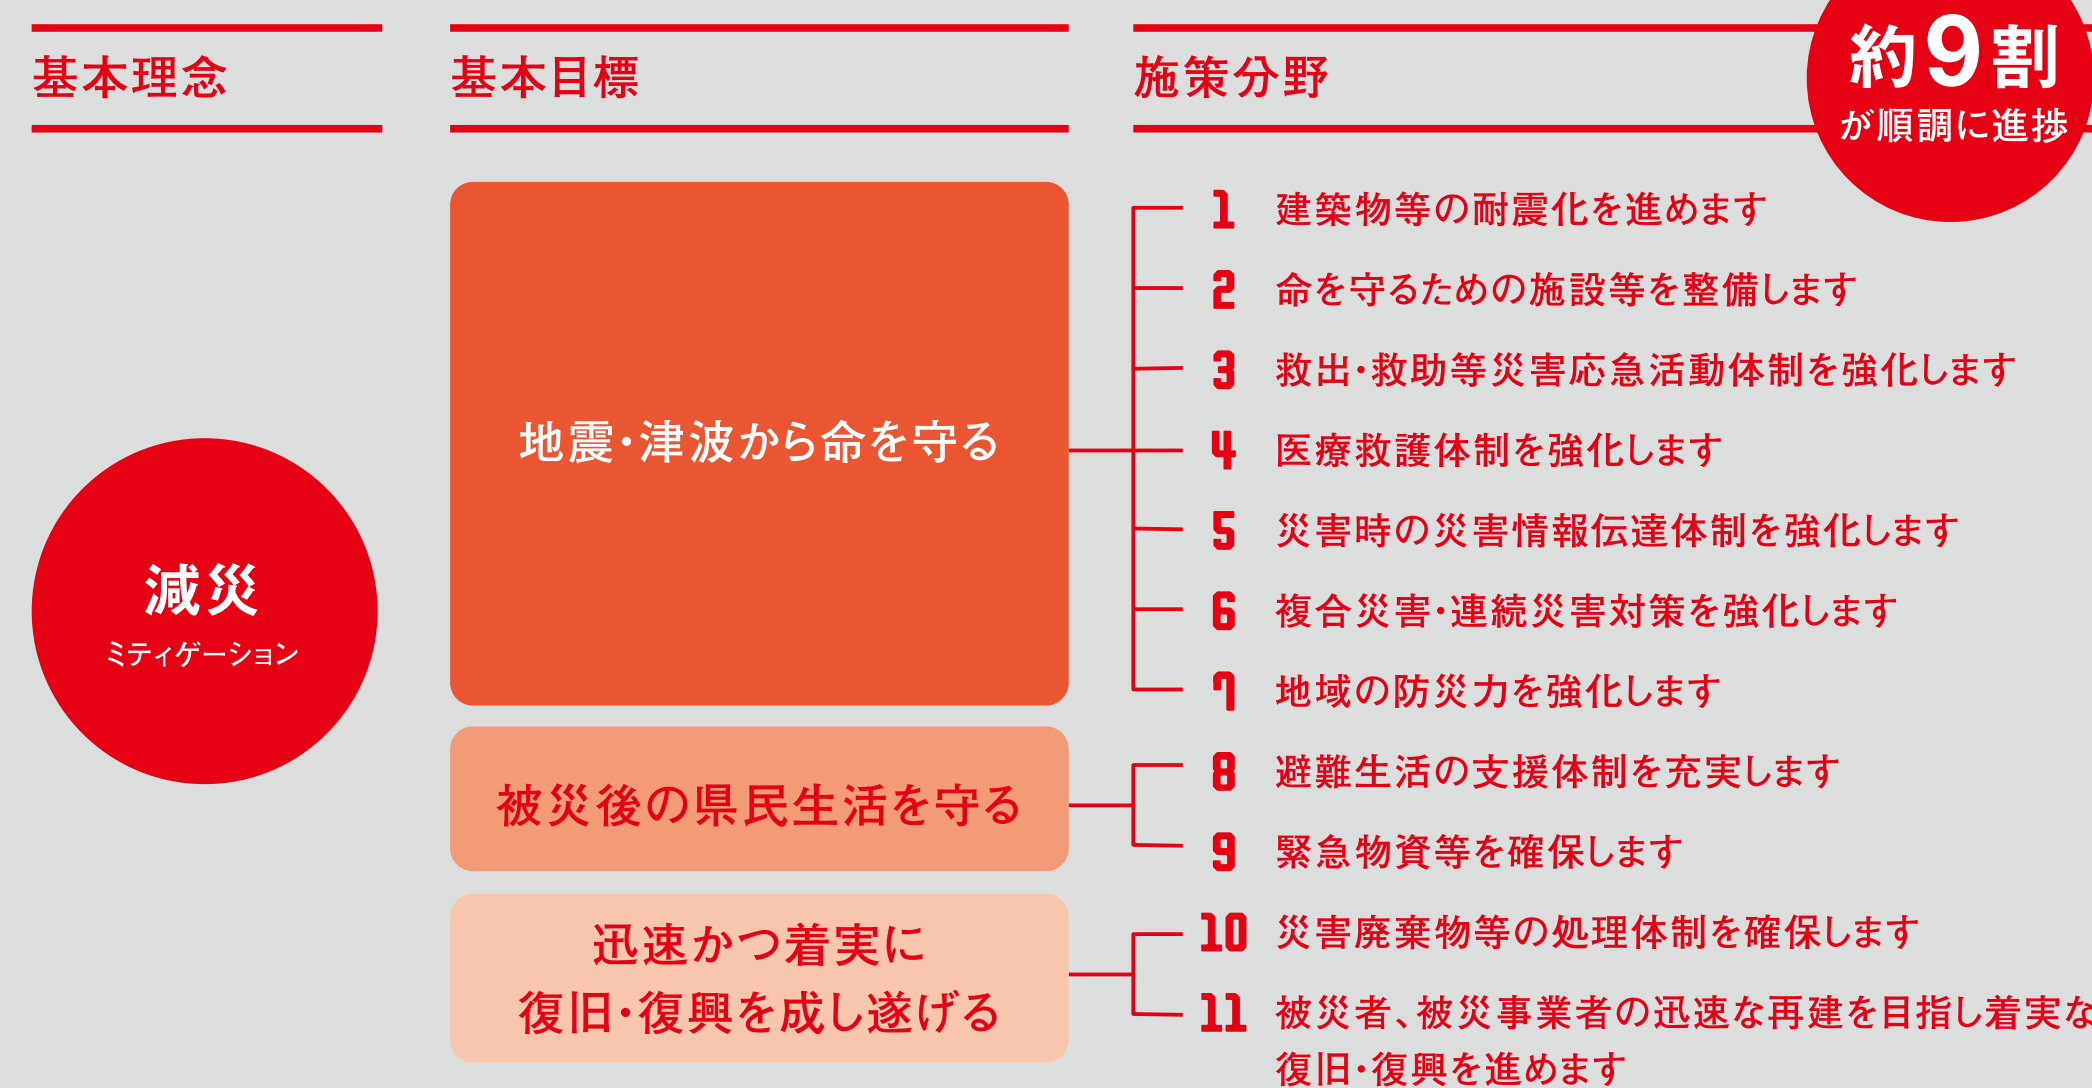 基本理念
基本目標
施策分野
約9割
が順調に進捗
減災
ミティゲーション
地震・津波から命を守る
1 建築物等の耐震化を進めます
2 命を守るための施設等を整備します
3 救出・救助等災害応急活動体制を強化します
4 医療救護体制を強化します
5 災害時の災害情報伝達体制を強化します
6 複合災害・連続災害対策を強化します
7 地域の防災力を強化します
被災後の県民生活を守る
8 避難生活の支援体制を充実します
9 緊急物資等を確保します
迅速かつ着実に
復旧・復興を成し遂げる
10 災害廃棄物等の処理体制を確保します
11 被災者、被災事業者の迅速な再建を目指し着実な
復旧・復興を進めます